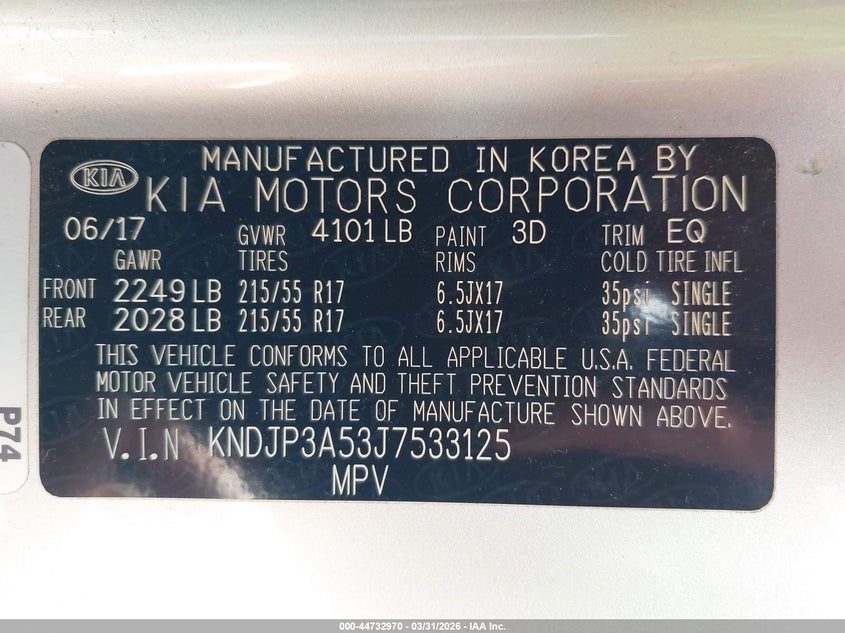 MANUFACTURED IN KOREA BY
KIA KIA MOTORS CORPORATION
06/17 GVWR 4101 LB PAINT 3D TRIM EQ
GAWR TIRES RIMS COLD TIRE INFL
FRONT 2249 LB 215/55 R17 6.5JX17 35psi SINGLE
REAR 2028 LB 215/55 R17 6.5JX17 35psi SINGLE
THIS VEHICLE CONFORMS TO ALL APPLICABLE U.S.A. FEDERAL
MOTOR VEHICLE SAFETY AND THEFT PREVENTION STANDARDS
IN EFFECT ON THE DATE OF MANUFACTURE SHOWN ABOVE.
V.I.N KNDJP3A53J7533125
MPV
P74
000-44732970 - 03/31/2026 - IAA Inc.